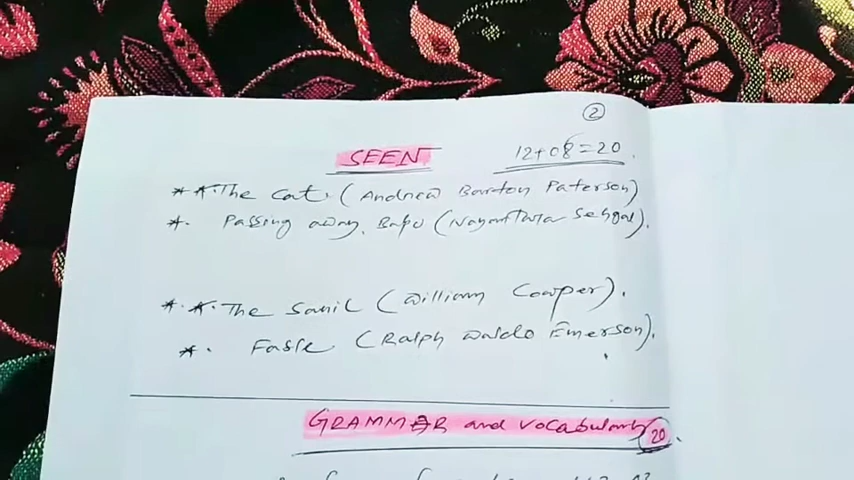 2
SEEN 12+08=20
**. The Cat. (Andrew Barton Paterson)
*. Passing away, Bapu (Nayantara Sehgal).
*.*. The Sanil (William Cowper).
*. Fable. (Ralph Waldo Emerson).
GRAMMAR and vocabulary 20